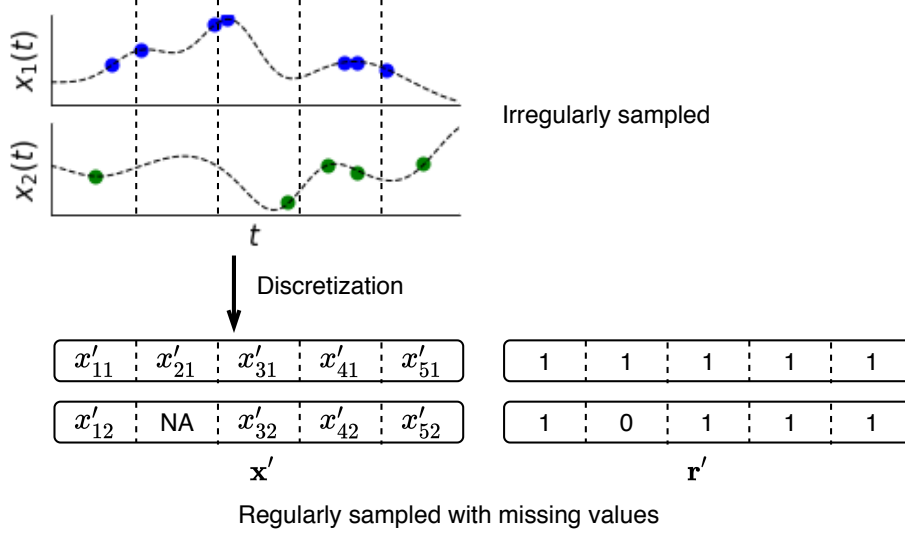 x₁(t)
Irregularly sampled
x₂(t)
t
Discretization
x′₁₁ x′₂₁ x′₃₁ x′₄₁ x′₅₁ 1 1 1 1 1
x′₁₂ NA x′₃₂ x′₄₂ x′₅₂ 1 0 1 1 1
x′ r′
Regularly sampled with missing values